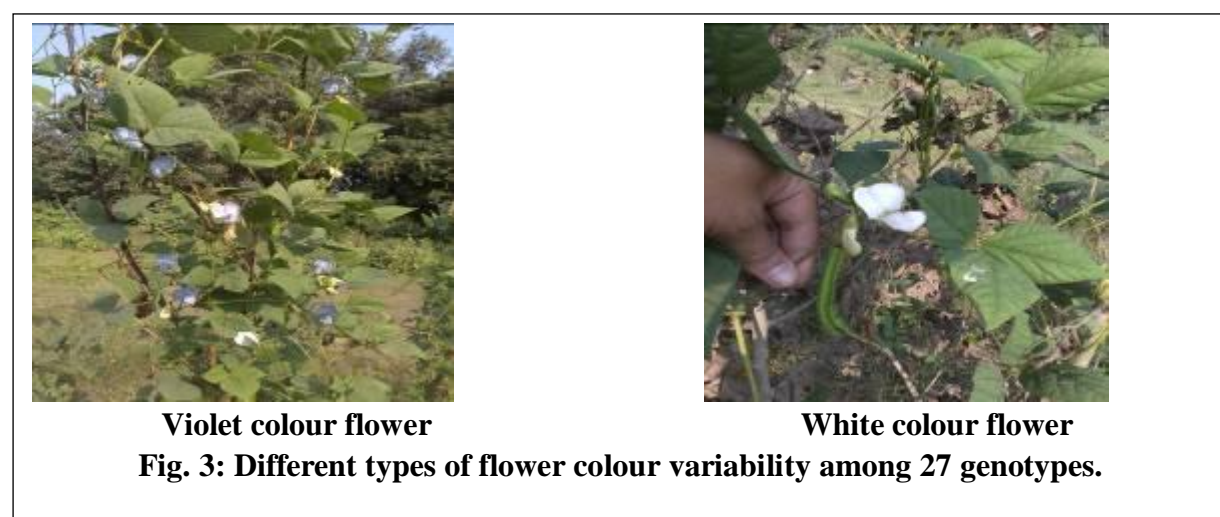 Violet colour flower
White colour flower
Fig. 3: Different types of flower colour variability among 27 genotypes.